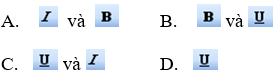 A. I và B B. B và U
C. U và I D. U